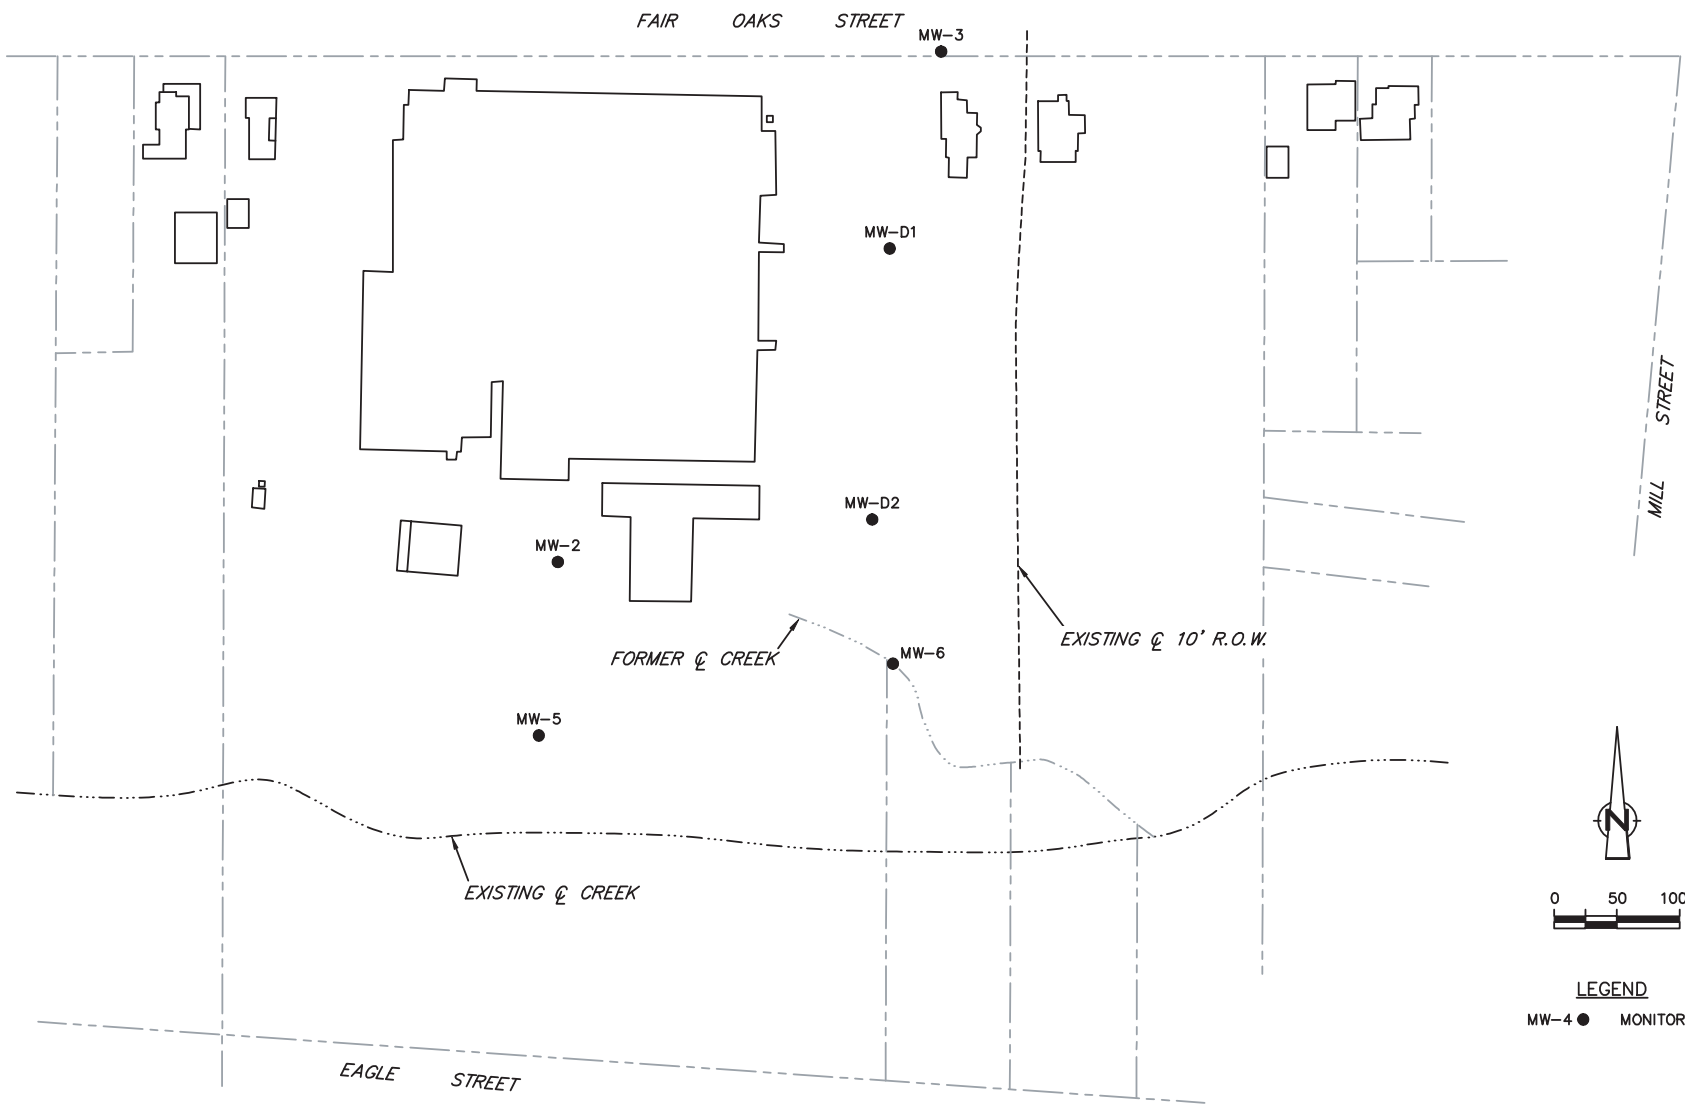 FAIR OAKS STREET
MW-3
MW-D1
MILL STREET
MW-D2
MW-2
EXISTING ℄ 10' R.O.W.
FORMER ℄ CREEK
MW-6
MW-5
N
EXISTING ℄ CREEK
0 50 100
LEGEND
MW-4 MONITOR
EAGLE STREET